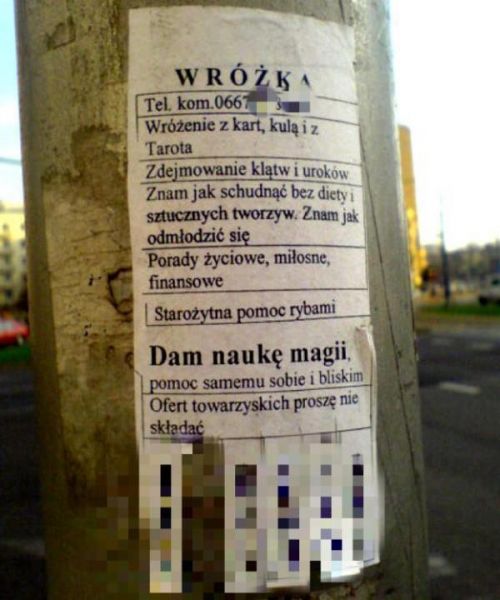 WRÓŻKA
Tel. kom.0667
Wróżenie z kart, kulą i z
Tarota
Zdejmowanie klątw i uroków
Znam jak schudnąć bez diety i
sztucznych tworzyw. Znam jak
odmłodzić się
Porady życiowe, miłosne,
finansowe
Starożytna pomoc rybami
Dam naukę magii,
pomoc samemu sobie i bliskim
Ofert towarzyskich proszę nie
składać